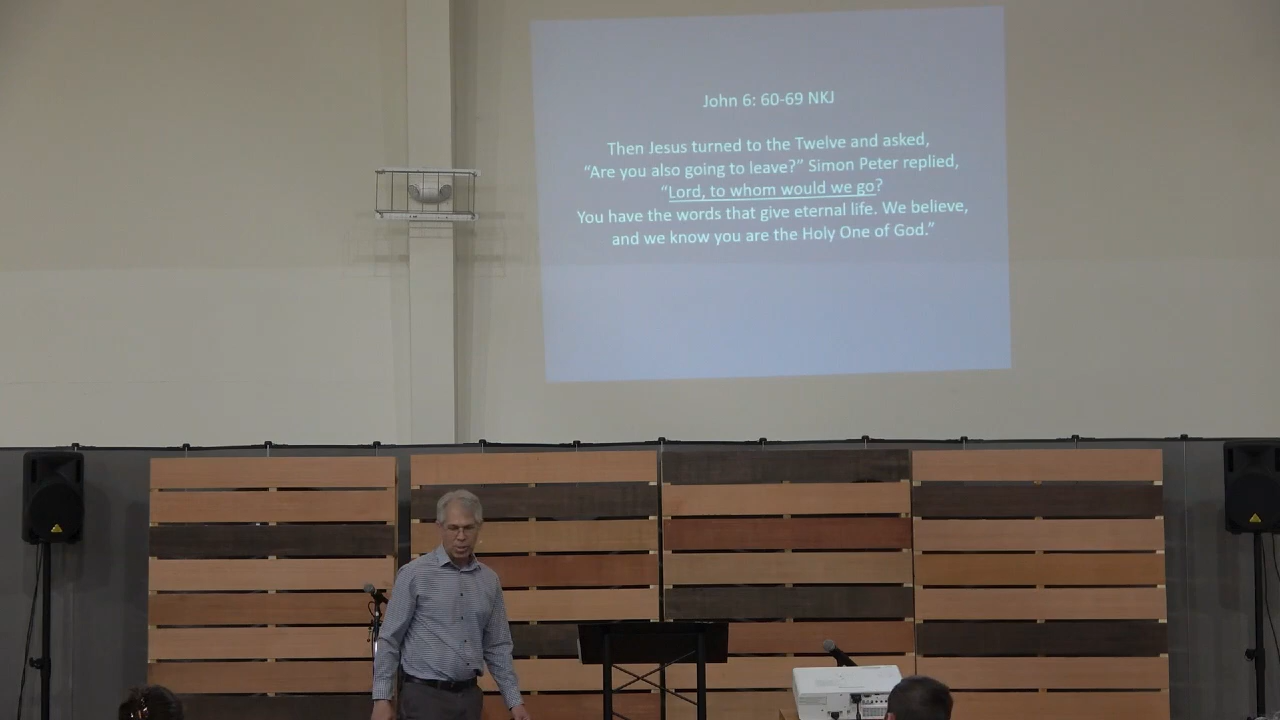 John 6: 60-69 NKJ
Then Jesus turned to the Twelve and asked,
“Are you also going to leave?” Simon Peter replied,
“Lord, to whom would we go?
You have the words that give eternal life. We believe,
and we know you are the Holy One of God.”